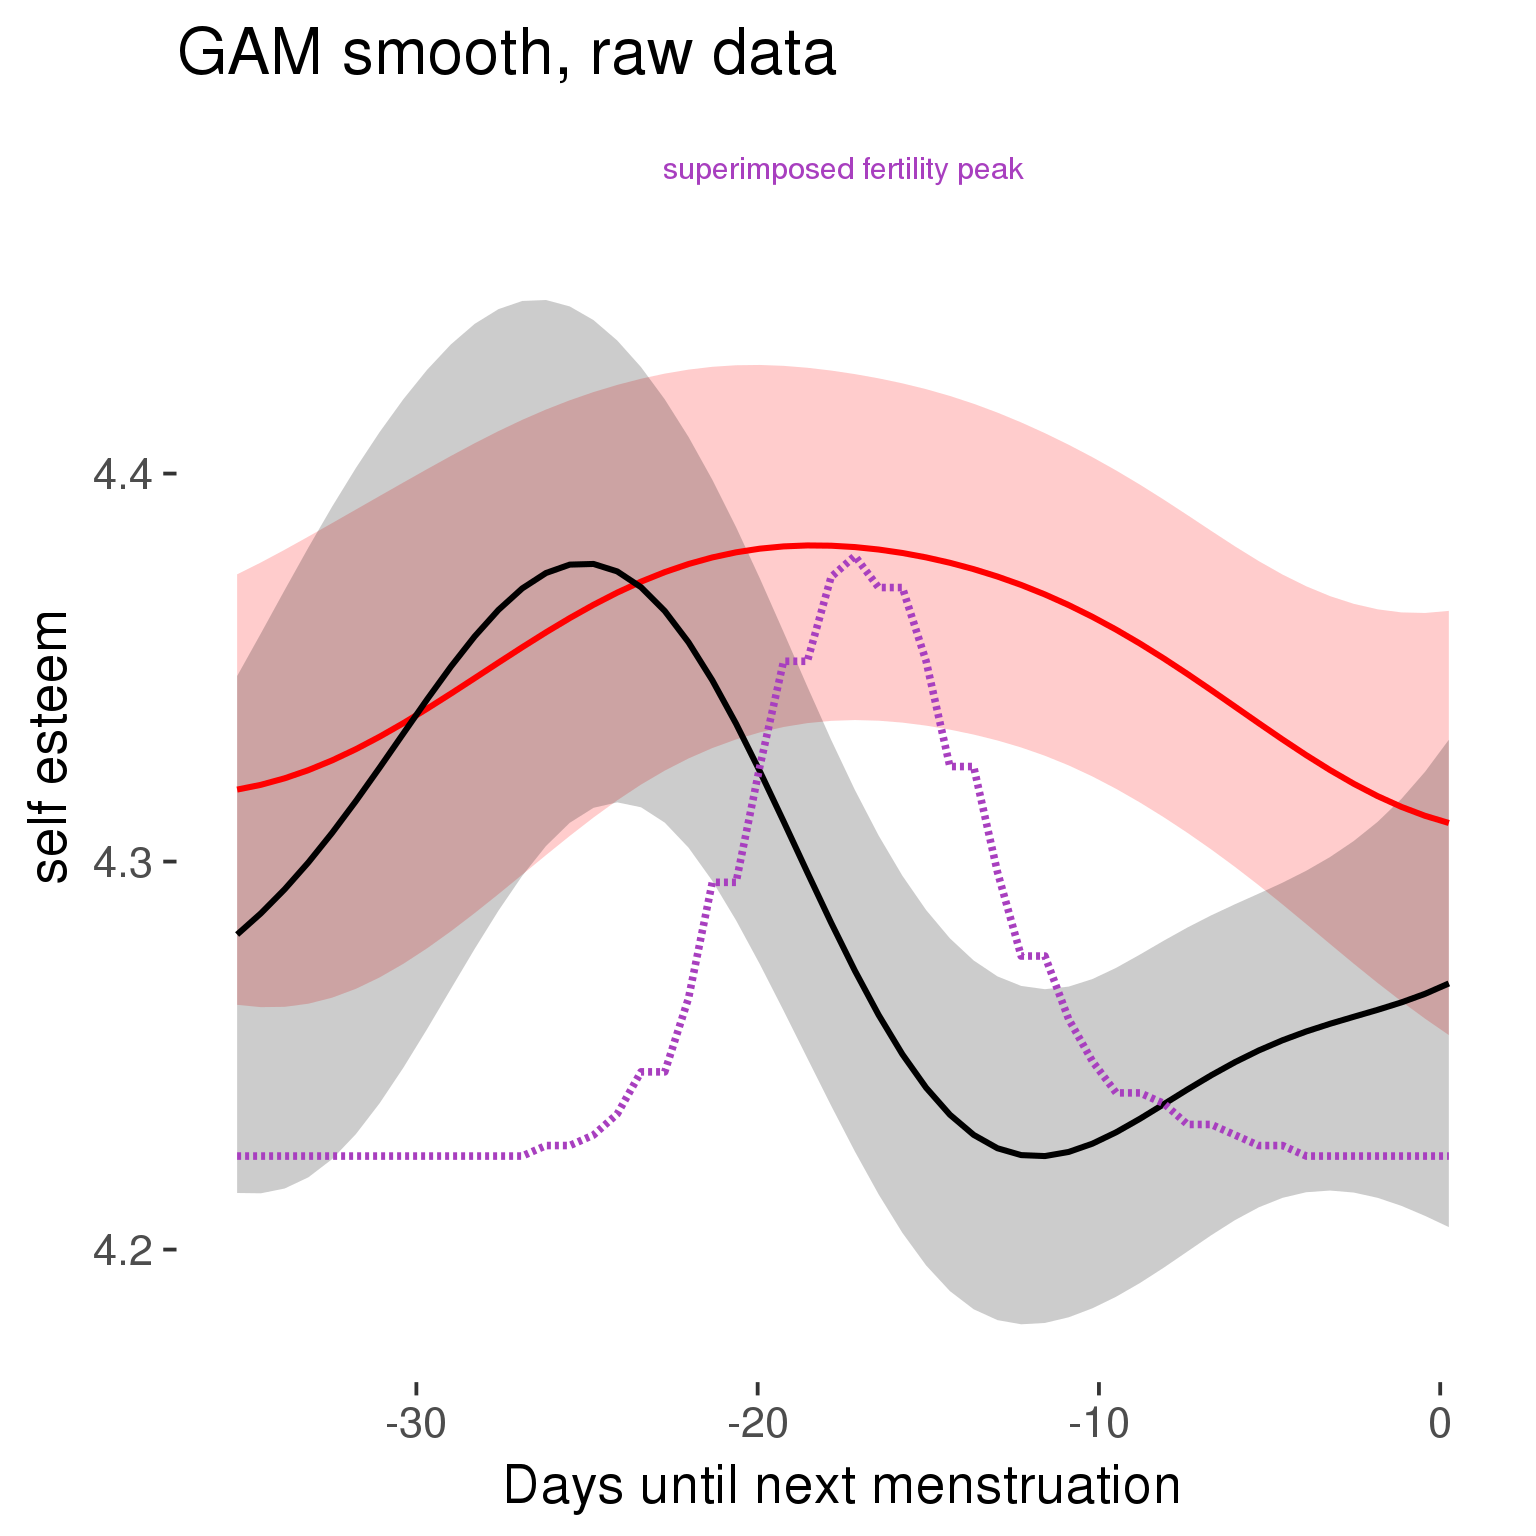 GAM smooth, raw data
superimposed fertility peak
self esteem
4.4
4.3
4.2
-30
-20
-10
0
Days until next menstruation